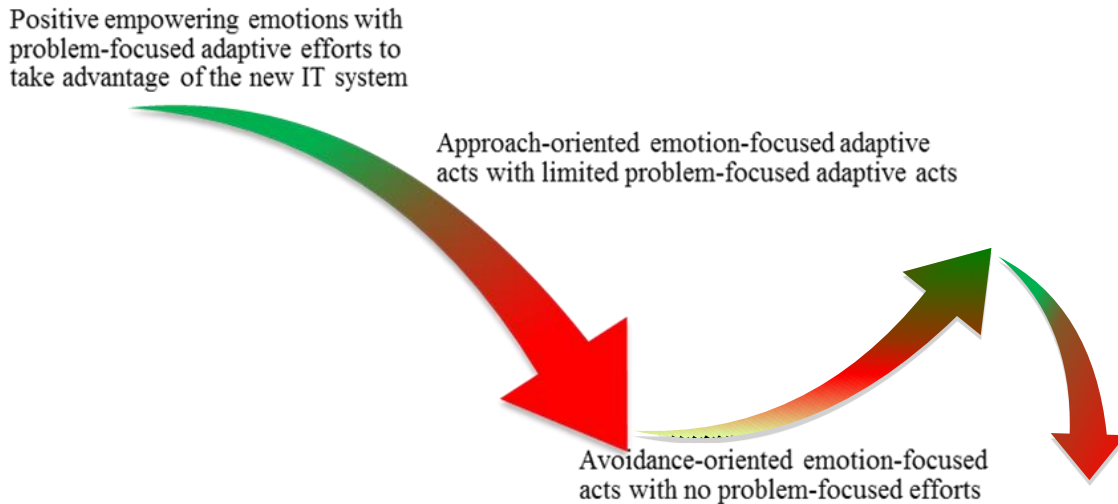 Positive empowering emotions with
problem-focused adaptive efforts to
take advantage of the new IT system
Approach-oriented emotion-focused adaptive
acts with limited problem-focused adaptive acts
Avoidance-oriented emotion-focused
acts with no problem-focused efforts